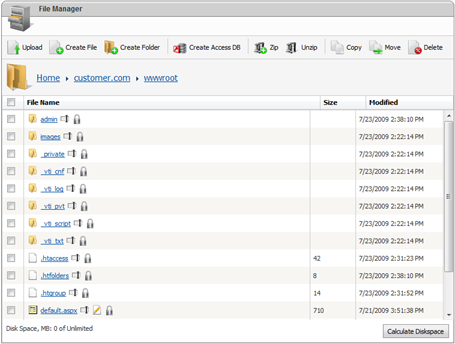 File Manager
Upload Create File Create Folder Create Access DB Zip Unzip Copy Move Delete
Home customer.com wwwroot
File Name Size Modified
admin 7/23/2009 2:38:10 PM
images 7/23/2009 2:22:14 PM
_private 7/23/2009 2:22:14 PM
_vti_cnf 7/23/2009 2:22:14 PM
_vti_log 7/23/2009 2:22:14 PM
_vti_pvt 7/23/2009 2:22:14 PM
_vti_script 7/23/2009 2:22:14 PM
_vti_txt 7/23/2009 2:22:14 PM
.htaccess 42 7/23/2009 2:31:23 PM
.htfolders 8 7/23/2009 2:38:10 PM
.htgroup 14 7/23/2009 2:31:52 PM
default.aspx 710 7/21/2009 3:51:38 PM
Disk Space, MB: 0 of Unlimited
Calculate Diskspace